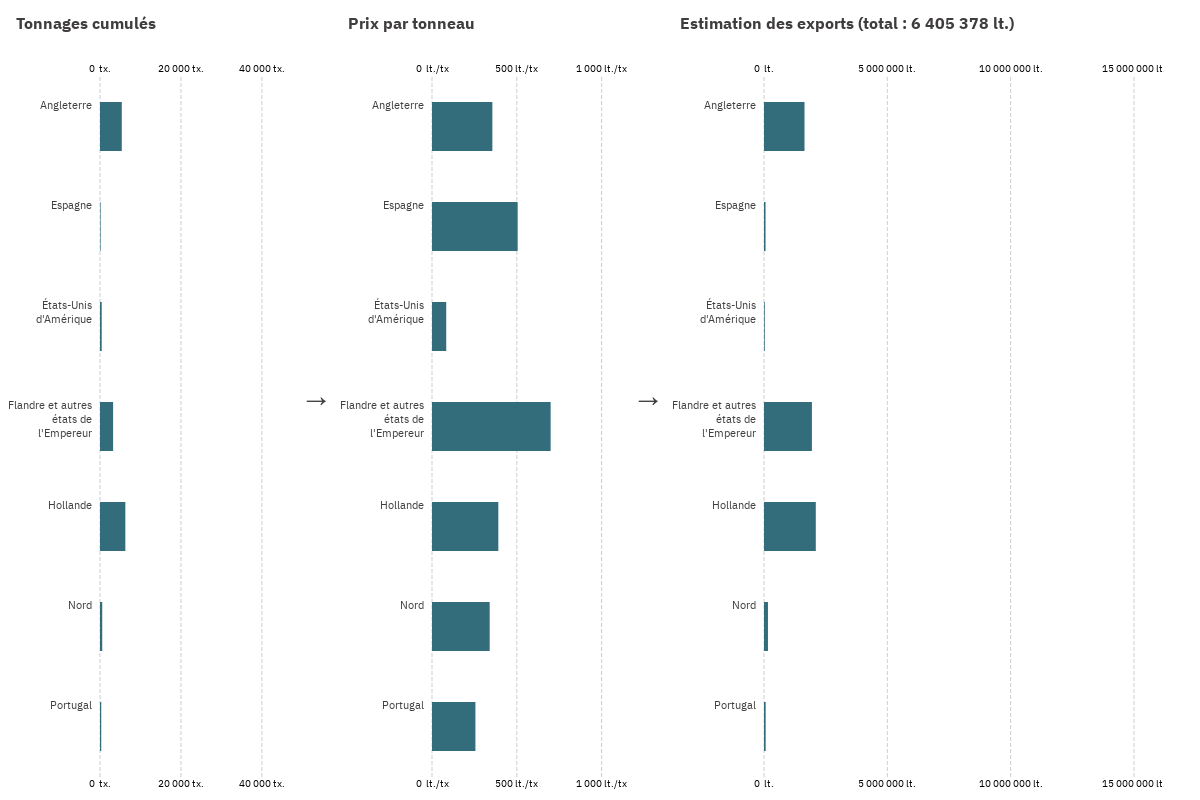 Tonnages cumulés
0 tx.
20 000 tx.
40 000 tx.
Angleterre
Espagne
États-Unis
d'Amérique
Flandre et autres
états de
l'Empereur
Hollande
Nord
Portugal
0 tx.
20 000 tx.
40 000 tx.
→
Prix par tonneau
0 lt./tx
500 lt./tx
1 000 lt./tx
Angleterre
Espagne
États-Unis
d'Amérique
Flandre et autres
états de
l'Empereur
Hollande
Nord
Portugal
0 lt./tx
500 lt./tx
1 000 lt./tx
→
Estimation des exports (total : 6 405 378 lt.)
0 lt.
5 000 000 lt.
10 000 000 lt.
15 000 000 lt
Angleterre
Espagne
États-Unis
d'Amérique
Flandre et autres
états de
l'Empereur
Hollande
Nord
Portugal
0 lt.
5 000 000 lt.
10 000 000 lt.
15 000 000 lt